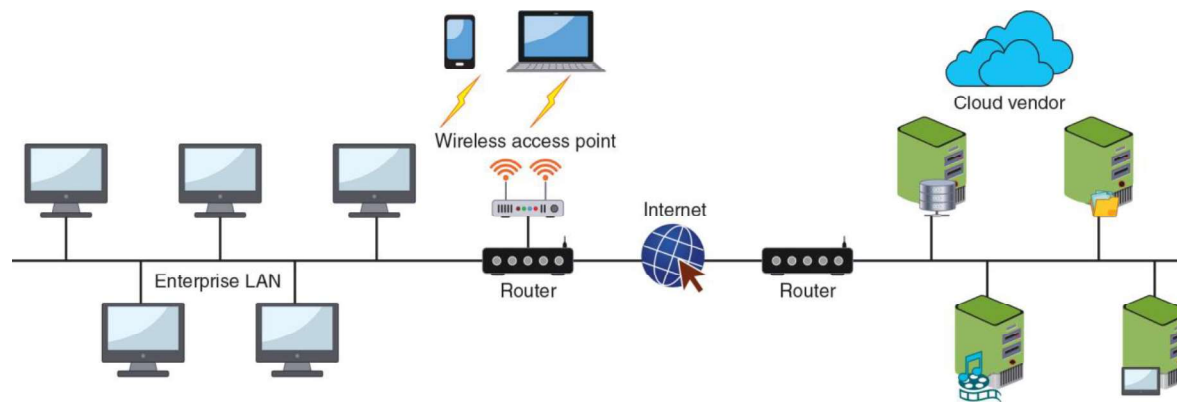 Cloud vendor
Wireless access point
Internet
Enterprise LAN
Router
Router